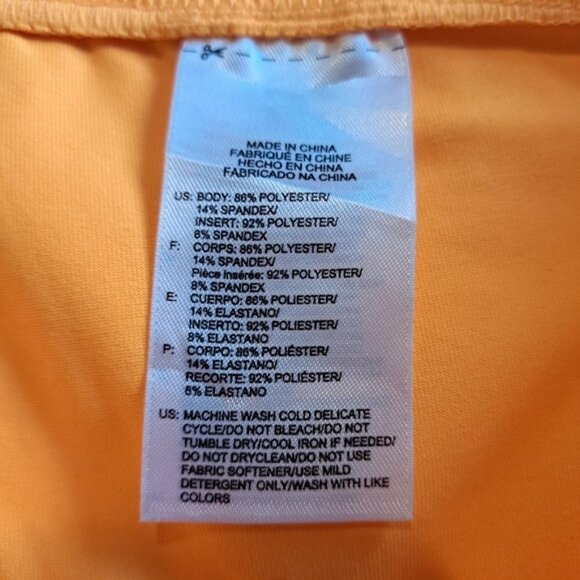 MADE IN CHINA
FABRIQUÉ EN CHINE
HECHO EN CHINA
FABRICADO NA CHINA
US: BODY: 86% POLYESTER/
14% SPANDEX/
INSERT: 92% POLYESTER/
8% SPANDEX
F: CORPS: 86% POLYESTER/
14% SPANDEX/
Pièce Insérée: 92% POLYESTER/
8% SPANDEX
E: CUERPO: 86% POLIESTER/
14% ELASTANO/
INSERTO: 92% POLIESTER/
8% ELASTANO
P: CORPO: 86% POLIÉSTER/
14% ELASTANO/
RECORTE: 92% POLIÉSTER/
8% ELASTANO
US: MACHINE WASH COLD DELICATE
CYCLE/DO NOT BLEACH/DO NOT
TUMBLE DRY/COOL IRON IF NEEDED/
DO NOT DRYCLEAN/DO NOT USE
FABRIC SOFTENER/USE MILD
DETERGENT ONLY/WASH WITH LIKE
COLORS